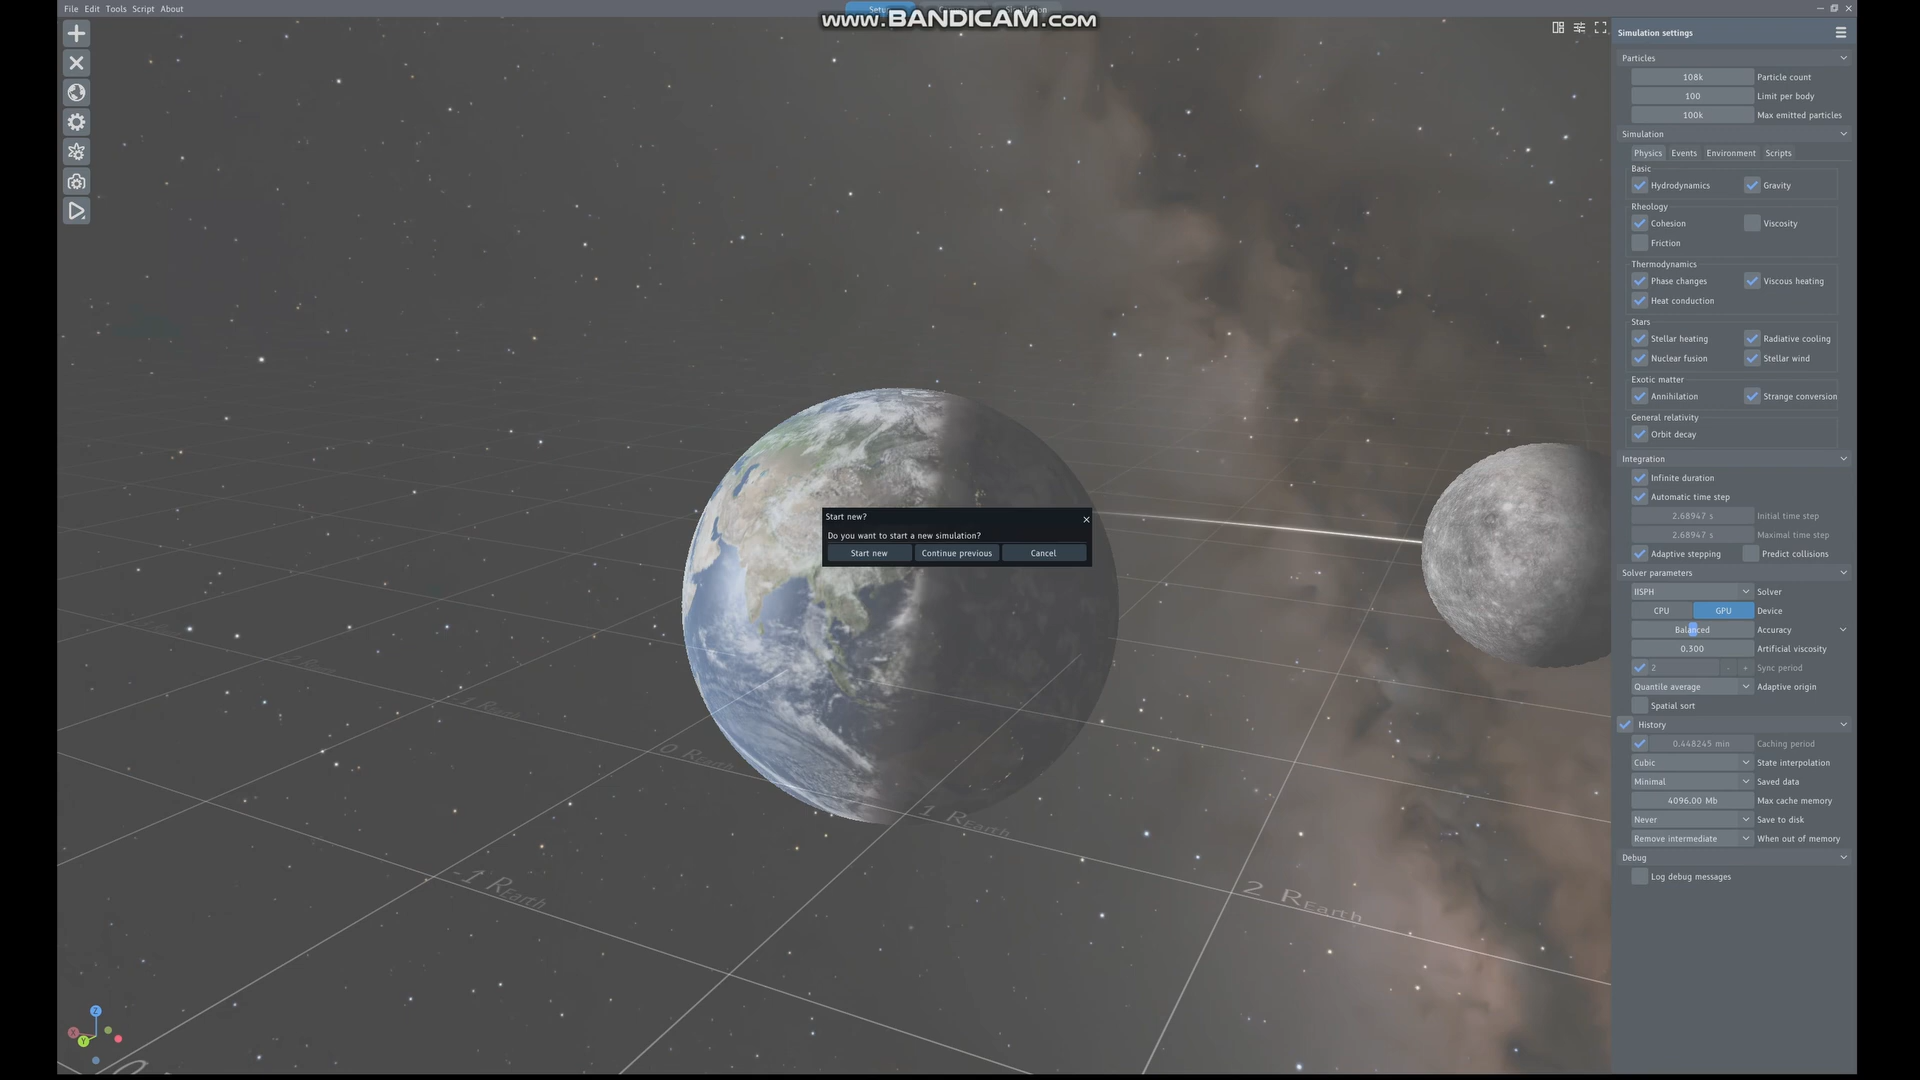 File Edit Tools Script About
WWW.BANDICAM.COM
Simulation settings
Particles
108k Particle count
100 Limit per body
100k Max emitted particles
Simulation
Physics Events Environment Scripts
Basic
Hydrodynamics Gravity
Rheology
Cohesion Viscosity
Friction
Thermodynamics
Phase changes Viscous heating
Heat conduction
Stars
Stellar heating Radiative cooling
Nuclear fusion Stellar wind
Exotic matter
Annihilation Strange conversion
General relativity
Orbit decay
Integration
Infinite duration
Automatic time step
2.68947 s Initial time step
2.68947 s Maximal time step
Adaptive stepping Predict collisions
Solver parameters
IISPH Solver
CPU GPU Device
Balanced Accuracy
0.300 Artificial viscosity
2 - + Sync period
Quantile average Adaptive origin
Spatial sort
History
0.448245 min Caching period
Cubic State interpolation
Minimal Saved data
4096.00 Mb Max cache memory
Never Save to disk
Remove intermediate When out of memory
Debug
Log debug messages
Start new?
Do you want to start a new simulation?
Start new Continue previous Cancel
-1 REarth
0 REarth
1 REarth
-1 REarth
2 REarth
Z
X
Y